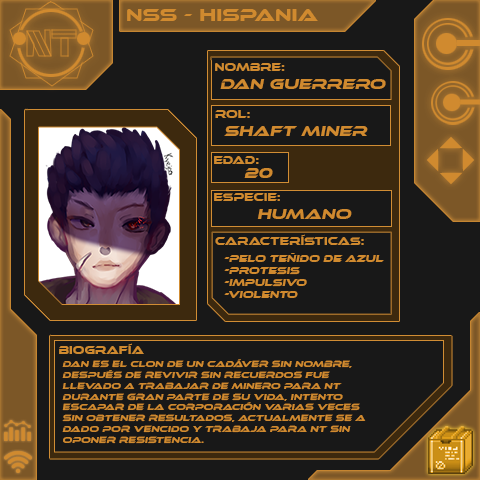 NT
NSS - HISPANIA
NOMBRE:
DAN GUERRERO
ROL:
SHAFT MINER
EDAD:
20
ESPECIE:
HUMANO
CARACTERÍSTICAS:
-PELO TEÑIDO DE AZUL
-PROTESIS
-IMPULSIVO
-VIOLENTO
BIOGRAFÍA
DAN ES EL CLON DE UN CADÁVER SIN NOMBRE,
DESPUÉS DE REVIVIR SIN RECUERDOS FUE
LLEVADO A TRABAJAR DE MINERO PARA NT
DURANTE GRAN PARTE DE SU VIDA, INTENTO
ESCAPAR DE LA CORPORACIÓN VARIAS VECES
SIN OBTENER RESULTADOS, ACTUALMENTE SE A
DADO POR VENCIDO Y TRABAJA PARA NT SIN
OPONER RESISTENCIA.